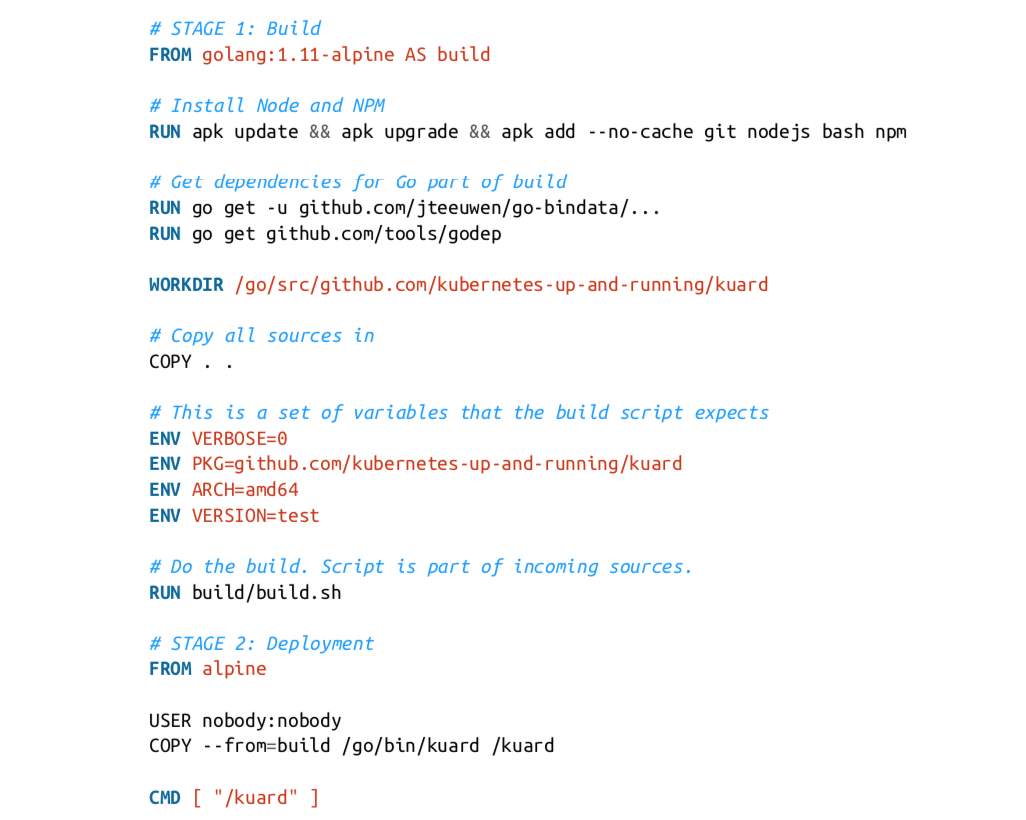 # STAGE 1: Build
FROM golang:1.11-alpine AS build
# Install Node and NPM
RUN apk update && apk upgrade && apk add --no-cache git nodejs bash npm
# Get dependencies for Go part of build
RUN go get -u github.com/jteeuwen/go-bindata/...
RUN go get github.com/tools/godep
WORKDIR /go/src/github.com/kubernetes-up-and-running/kuard
# Copy all sources in
COPY . .
# This is a set of variables that the build script expects
ENV VERBOSE=0
ENV PKG=github.com/kubernetes-up-and-running/kuard
ENV ARCH=amd64
ENV VERSION=test
# Do the build. Script is part of incoming sources.
RUN build/build.sh
# STAGE 2: Deployment
FROM alpine
USER nobody:nobody
COPY --from=build /go/bin/kuard /kuard
CMD [ "/kuard" ]